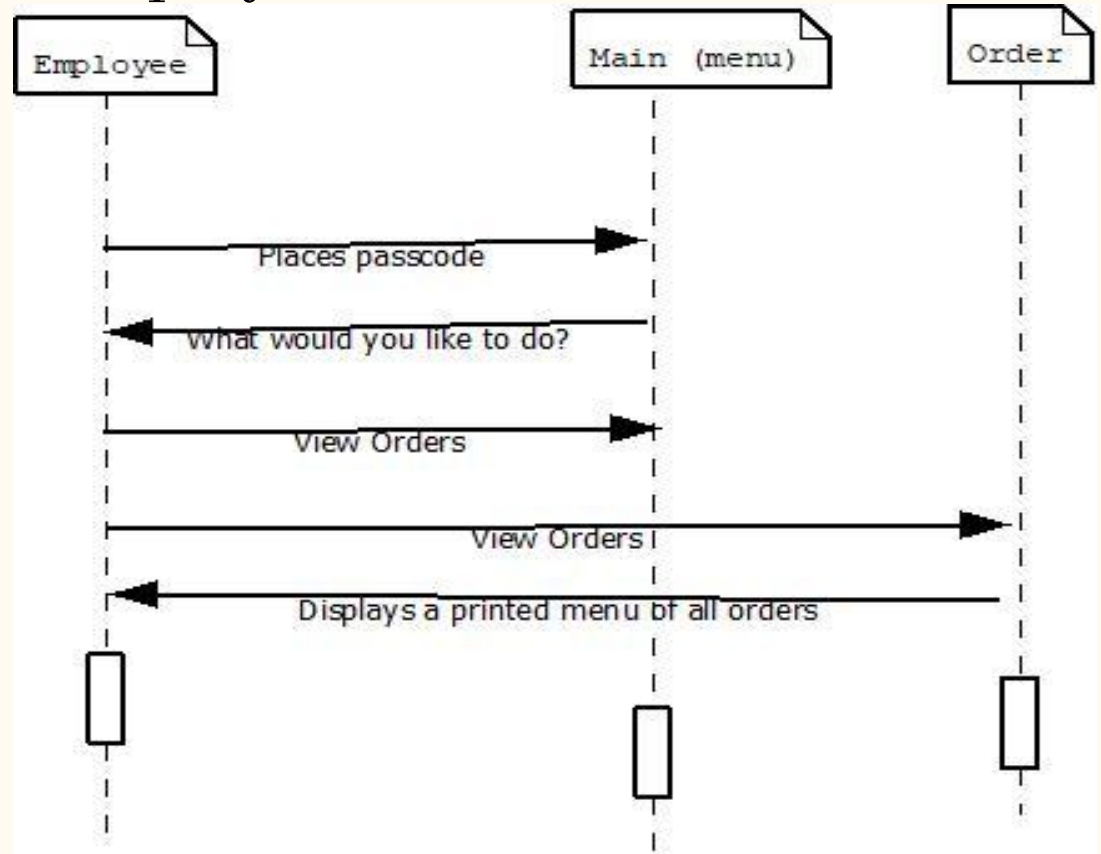 Employee
Main (menu)
Order
Places passcode
What would you like to do?
View Orders
View Orders
Displays a printed menu of all orders